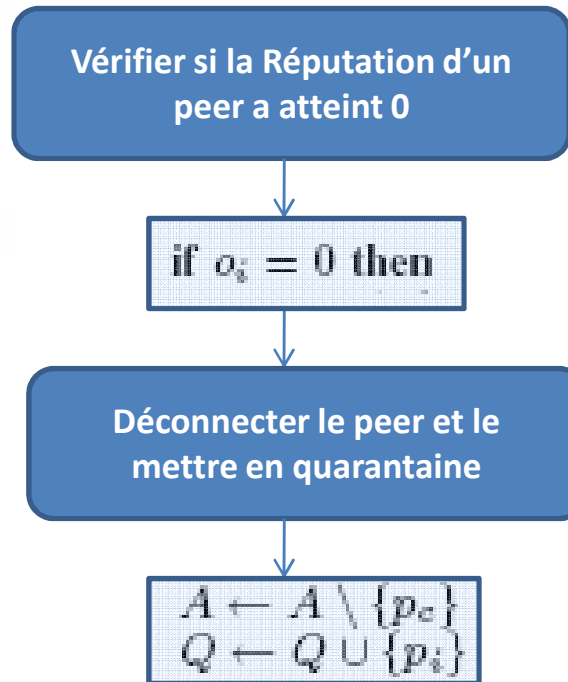 Vérifier si la Réputation d’un
peer a atteint 0
if oᵢ = 0 then
Déconnecter le peer et le
mettre en quarantaine
A ← A \ {p_c}
Q ← Q ∪ {pᵢ}